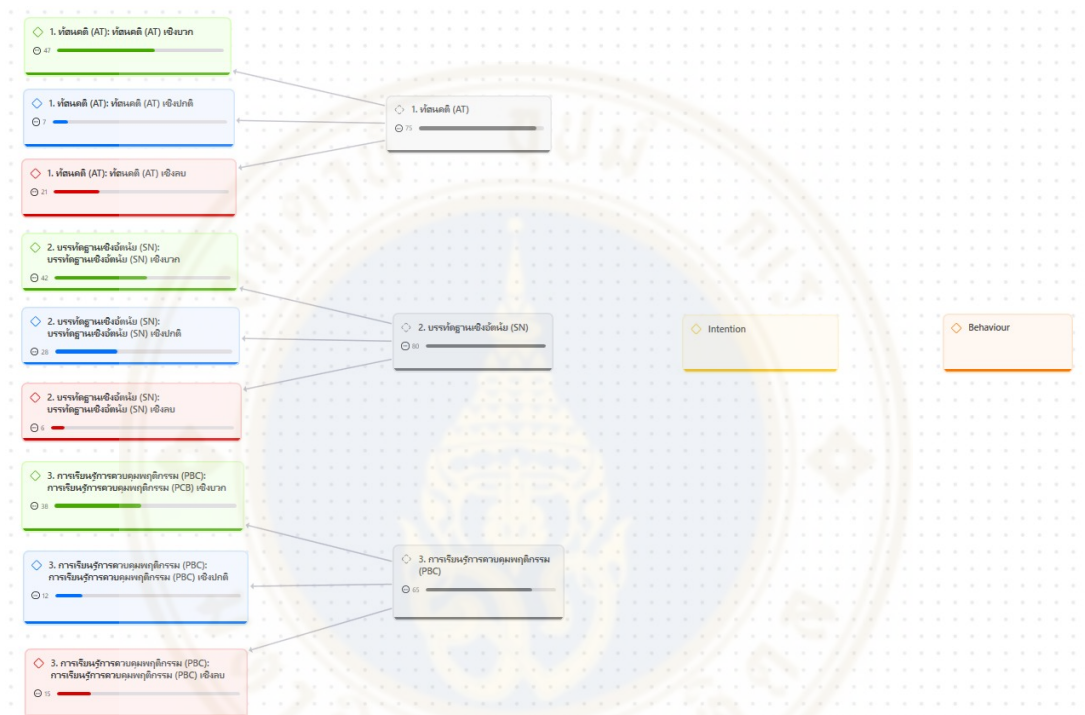 1. ทัศนคติ (AT): ทัศนคติ (AT) เชิงบวก
47
1. ทัศนคติ (AT): ทัศนคติ (AT) เชิงปกติ
7
1. ทัศนคติ (AT): ทัศนคติ (AT) เชิงลบ
21
1. ทัศนคติ (AT)
75
2. บรรทัดฐานเชิงอัตนัย (SN):
บรรทัดฐานเชิงอัตนัย (SN) เชิงบวก
42
2. บรรทัดฐานเชิงอัตนัย (SN):
บรรทัดฐานเชิงอัตนัย (SN) เชิงปกติ
28
2. บรรทัดฐานเชิงอัตนัย (SN):
บรรทัดฐานเชิงอัตนัย (SN) เชิงลบ
6
2. บรรทัดฐานเชิงอัตนัย (SN)
80
Intention
Behaviour
3. การเรียนรู้การควบคุมพฤติกรรม (PBC):
การเรียนรู้การควบคุมพฤติกรรม (PCB) เชิงบวก
38
3. การเรียนรู้การควบคุมพฤติกรรม (PBC):
การเรียนรู้การควบคุมพฤติกรรม (PBC) เชิงปกติ
12
3. การเรียนรู้การควบคุมพฤติกรรม (PBC):
การเรียนรู้การควบคุมพฤติกรรม (PBC) เชิงลบ
15
3. การเรียนรู้การควบคุมพฤติกรรม
(PBC)
65